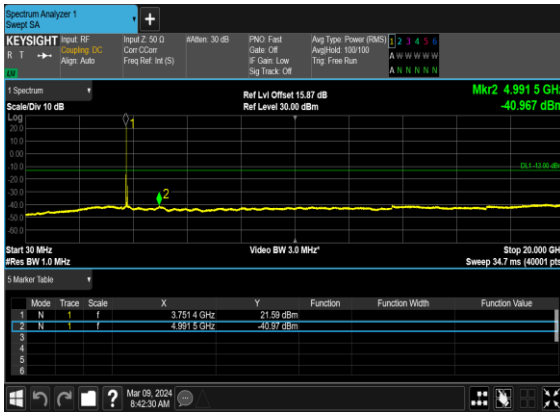 Spectrum Analyzer 1
Swept SA
+
KEYSIGHT
R T
LXI
Input: RF
Coupling: DC
Align: Auto
Input Z: 50 Ω
Corr CCorr
Freq Ref: Int (S)
#Atten: 30 dB
PNO: Fast
Gate: Off
IF Gain: Low
Sig Track: Off
Avg Type: Power (RMS)
Avg|Hold: 100/100
Trig: Free Run
1 2 3 4 5 6
A W W W W W
A N N N N N
1 Spectrum
Scale/Div 10 dB
Ref Lvl Offset 15.87 dB
Ref Level 30.00 dBm
Mkr2 4.991 5 GHz
-40.967 dBm
Log
20.0
10.0
0.00
-10.0
-20.0
-30.0
-40.0
-50.0
-60.0
1
2
DL1 -13.00 dBm
Start 30 MHz
#Res BW 1.0 MHz
Video BW 3.0 MHz*
Stop 20.000 GHz
Sweep 34.7 ms (40001 pts)
5 Marker Table
Mode Trace Scale X Y Function Function Width Function Value
1 N 1 f 3.751 4 GHz 21.59 dBm
2 N 1 f 4.991 5 GHz -40.97 dBm
3
4
5
6
?
Mar 09, 2024
8:42:30 AM